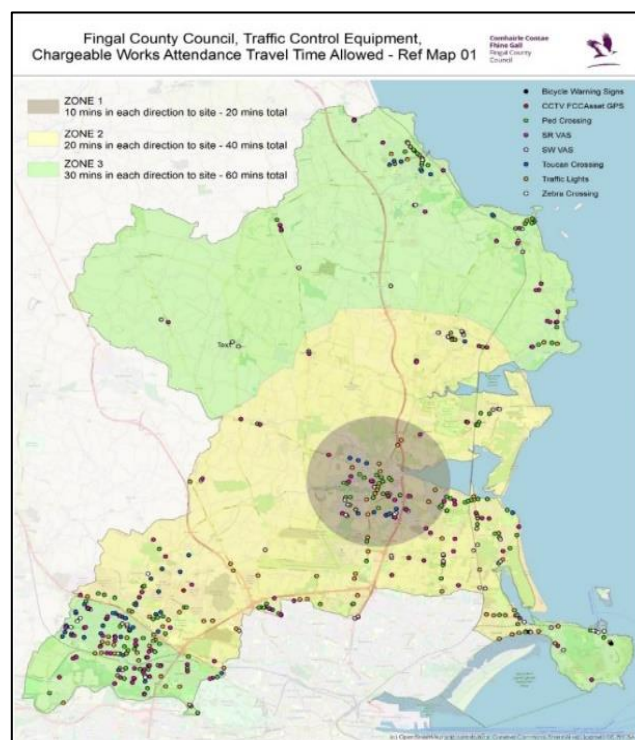 Fingal County Council, Traffic Control Equipment,
Chargeable Works Attendance Travel Time Allowed - Ref Map 01
Comhairle Contae
Fhine Gall
Fingal County
Council
ZONE 1
10 mins in each direction to site - 20 mins total
ZONE 2
20 mins in each direction to site - 40 mins total
ZONE 3
30 mins in each direction to site - 60 mins total
Bicycle Warning Signs
CCTV FCCAsset GPS
Ped Crossing
SR VAS
SW VAS
Toucan Crossing
Traffic Lights
Zebra Crossing
Text